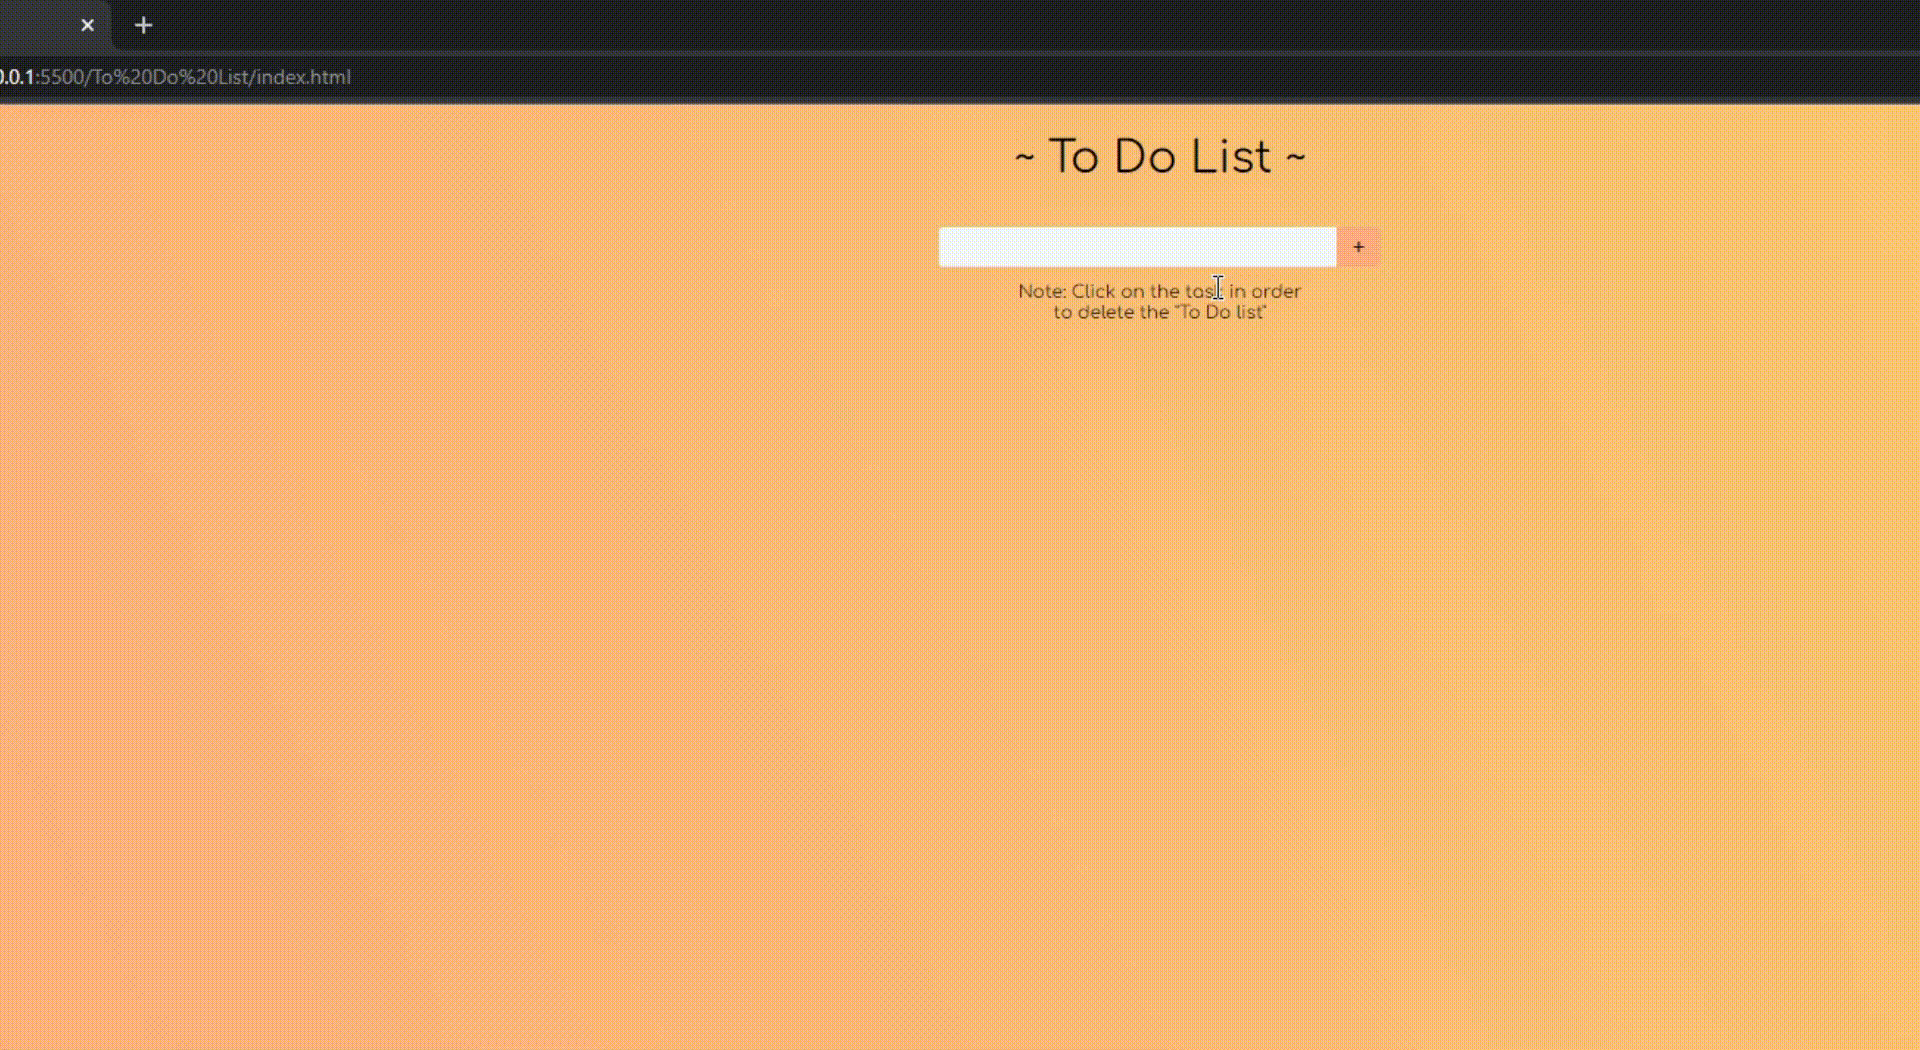 .0.1:5500/To%20Do%20List/index.html
~ To Do List ~
+
Note: Click on the task in order
to delete the "To Do list"